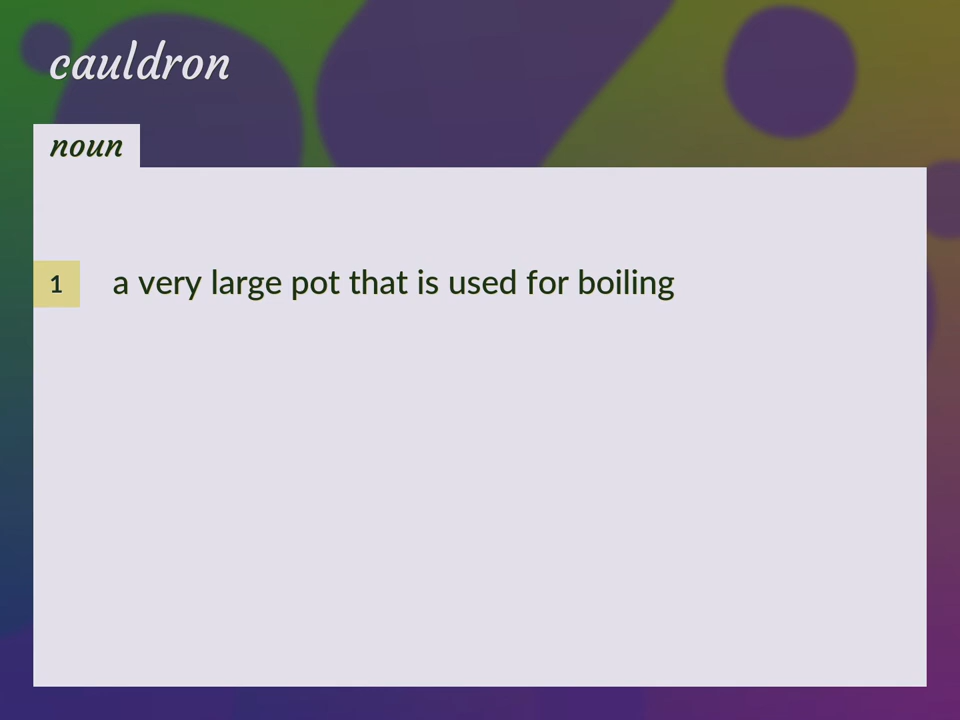 cauldron
noun
1 a very large pot that is used for boiling